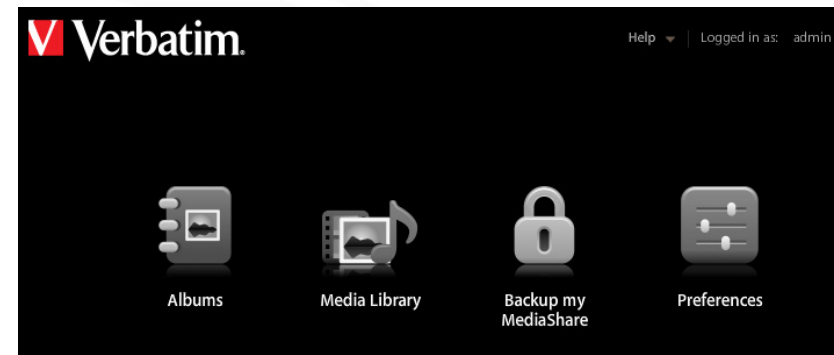 Verbatim.
Help
Logged in as: admin
Albums
Media Library
Backup my
MediaShare
Preferences